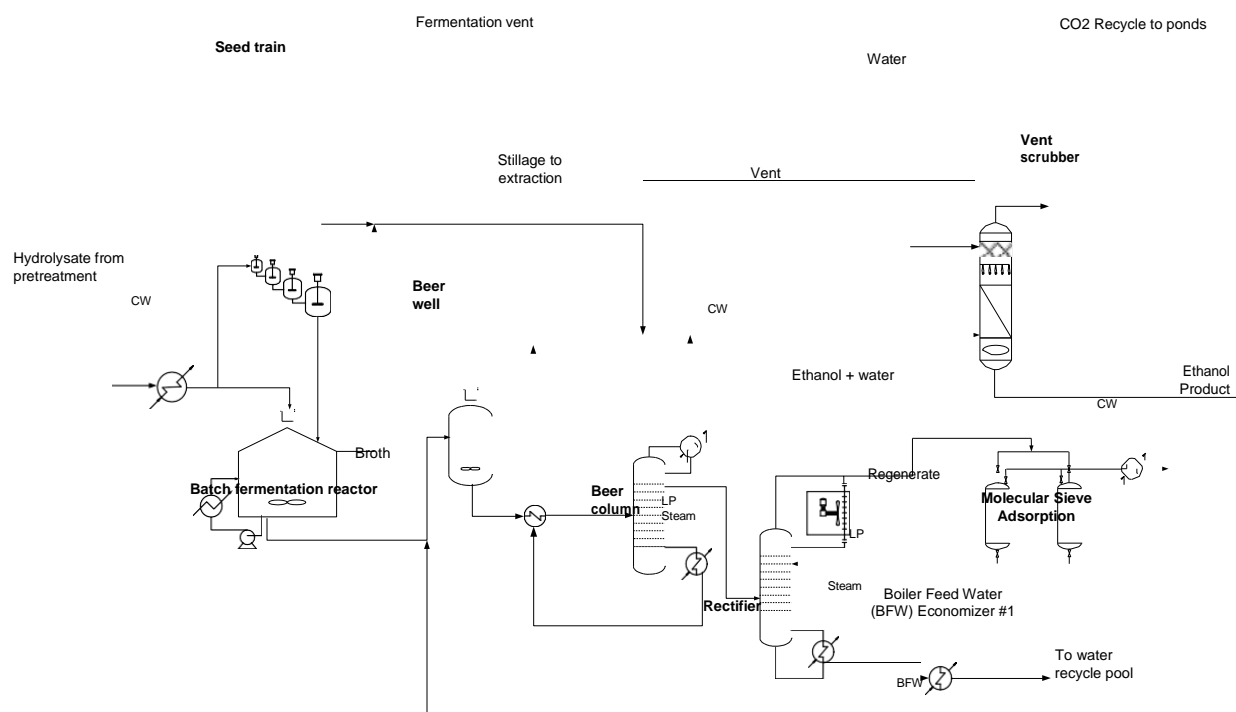 Fermentation vent
CO2 Recycle to ponds
Seed train
Water
Vent
scrubber
Stillage to
extraction
Vent
Hydrolysate from
pretreatment
CW
Beer
well
CW
Ethanol + water
Ethanol
Product
CW
Broth
Batch fermentation reactor
Beer
column
LP
Steam
Regenerate
Molecular Sieve
Adsorption
LP
Rectifier
Steam
Boiler Feed Water
(BFW) Economizer #1
To water
recycle pool
BFW